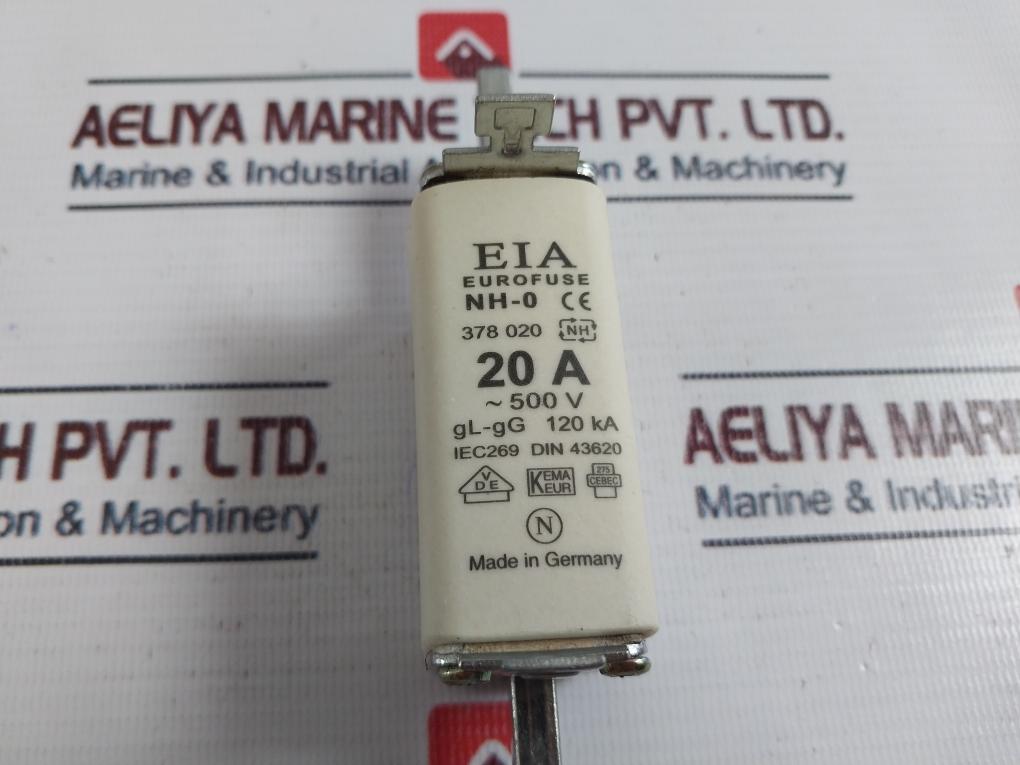 AELIYA MARINE CH PVT. LTD.
Marine & Industrial & Machinery
EIA
EUROFUSE
NH-0 CE
378 020 NH
20 A
~ 500 V
gL-gG 120 kA
IEC269 DIN 43620
VDE KEMA KEUR 275 CEBEC
N
Made in Germany
H PVT. LTD.
on & Machinery
AELIYA MARI
Marine & Industri